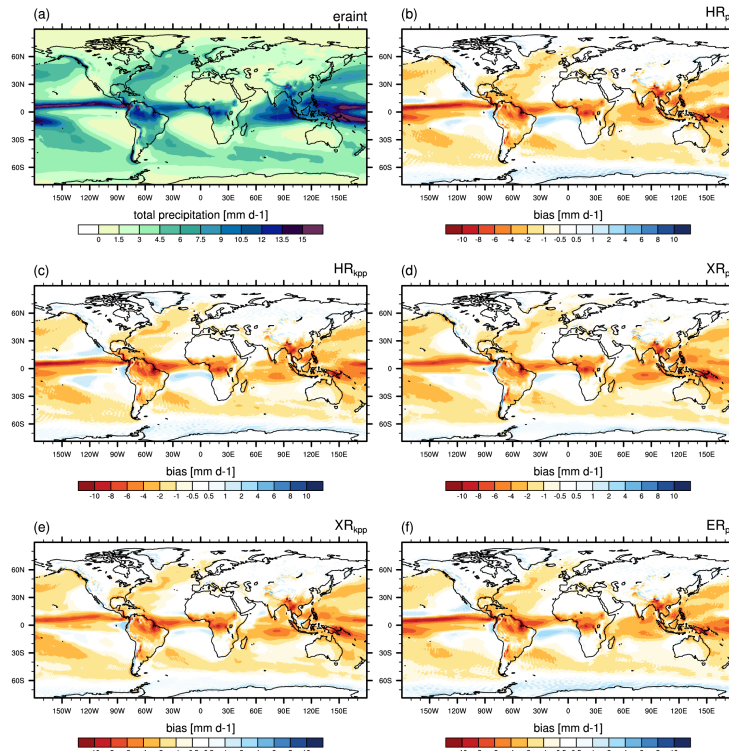 (a) eraint
60N
30N
0
30S
60S
150W 120W 90W 60W 30W 0 30E 60E 90E 120E 150E
total precipitation [mm d-1]
0 1.5 3 4.5 6 7.5 9 10.5 12 13.5 15
(b) HRp
60N
30N
0
30S
60S
150W 120W 90W 60W 30W 0 30E 60E 90E 120E 150E
bias [mm d-1]
-10 -8 -6 -4 -2 -1 -0.5 0.5 1 2 4 6 8 10
(c) HRkpp
60N
30N
0
30S
60S
150W 120W 90W 60W 30W 0 30E 60E 90E 120E 150E
bias [mm d-1]
-10 -8 -6 -4 -2 -1 -0.5 0.5 1 2 4 6 8 10
(d) XRp
60N
30N
0
30S
60S
150W 120W 90W 60W 30W 0 30E 60E 90E 120E 150E
bias [mm d-1]
-10 -8 -6 -4 -2 -1 -0.5 0.5 1 2 4 6 8 10
(e) XRkpp
60N
30N
0
30S
60S
150W 120W 90W 60W 30W 0 30E 60E 90E 120E 150E
bias [mm d-1]
(f) ERp
60N
30N
0
30S
60S
150W 120W 90W 60W 30W 0 30E 60E 90E 120E 150E
bias [mm d-1]